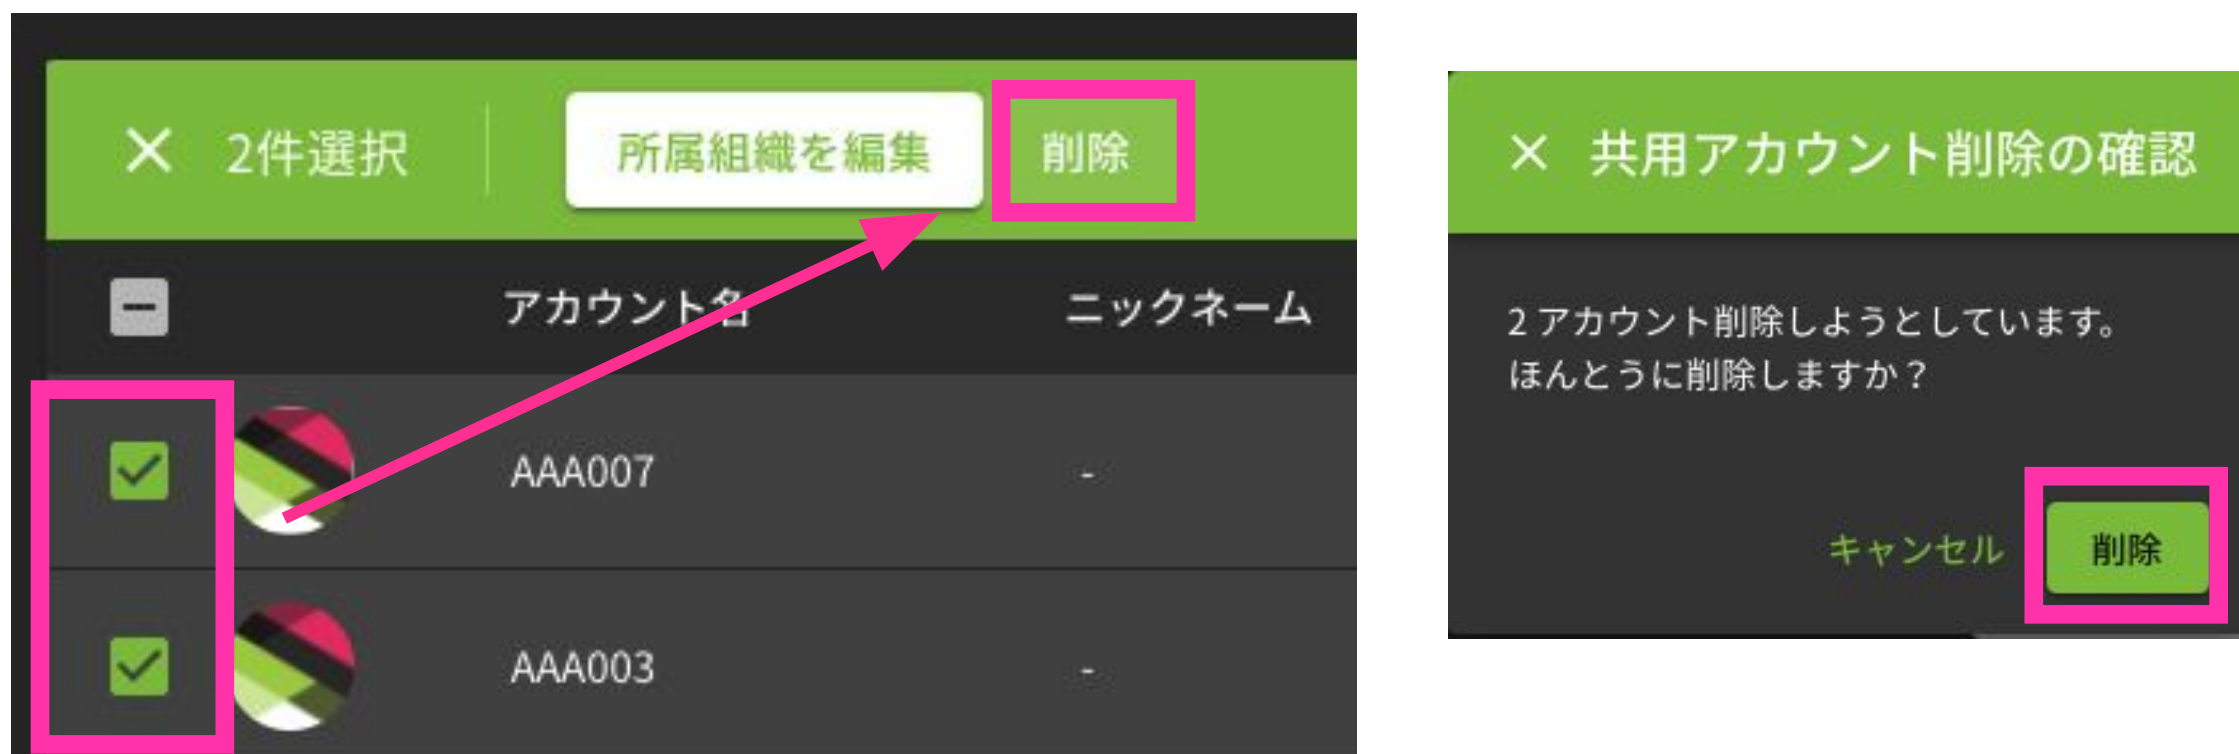 2件選択
所属組織を編集
削除
アカウント名
ニックネーム
AAA007
-
AAA003
-
共用アカウント削除の確認
2 アカウント削除しようとしています。
ほんとうに削除しますか？
キャンセル
削除